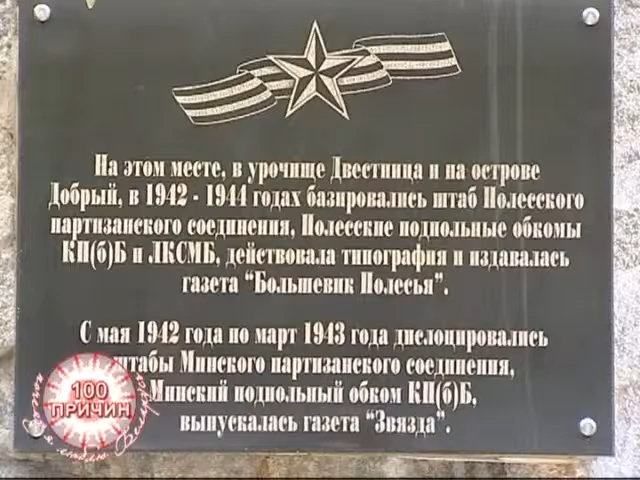 На этом месте, в урочище Двестница и на острове
Добрый, в 1942 - 1944 годах базировались штаб Полесского
партизанского соединения, Полесские подпольные обкомы
КП(б)Б и ЛКСМБ, действовала типография и издавалась
газета “Большевик Полесья”.
С мая 1942 года по март 1943 года дислоцировались
штабы Минского партизанского соединения,
Минский подпольный обком КП(б)Б,
выпускалась газета “Звязда”.
100
ПРИЧИН